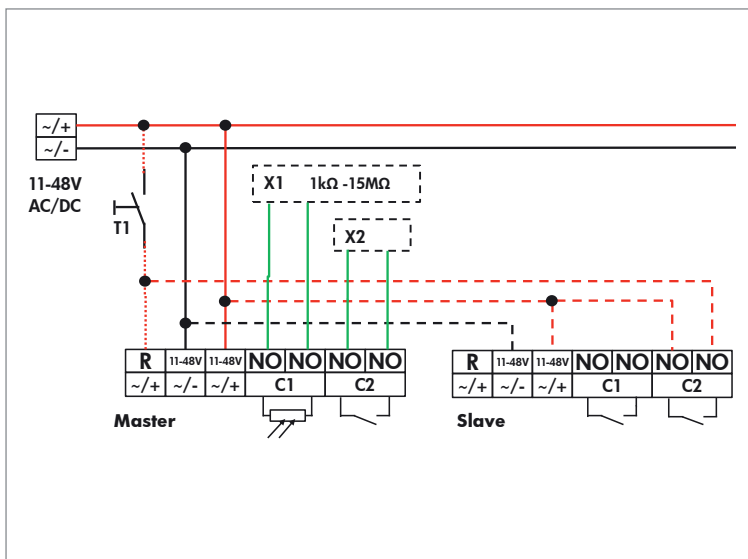 ~/+
~/-
11-48V
AC/DC
T1
X1 1kΩ -15MΩ
X2
R 11-48V 11-48V NO NO NO NO
~/+ ~/- ~/+ C1 C2
Master
R 11-48V 11-48V NO NO NO NO
~/+ ~/- ~/+ C1 C2
Slave